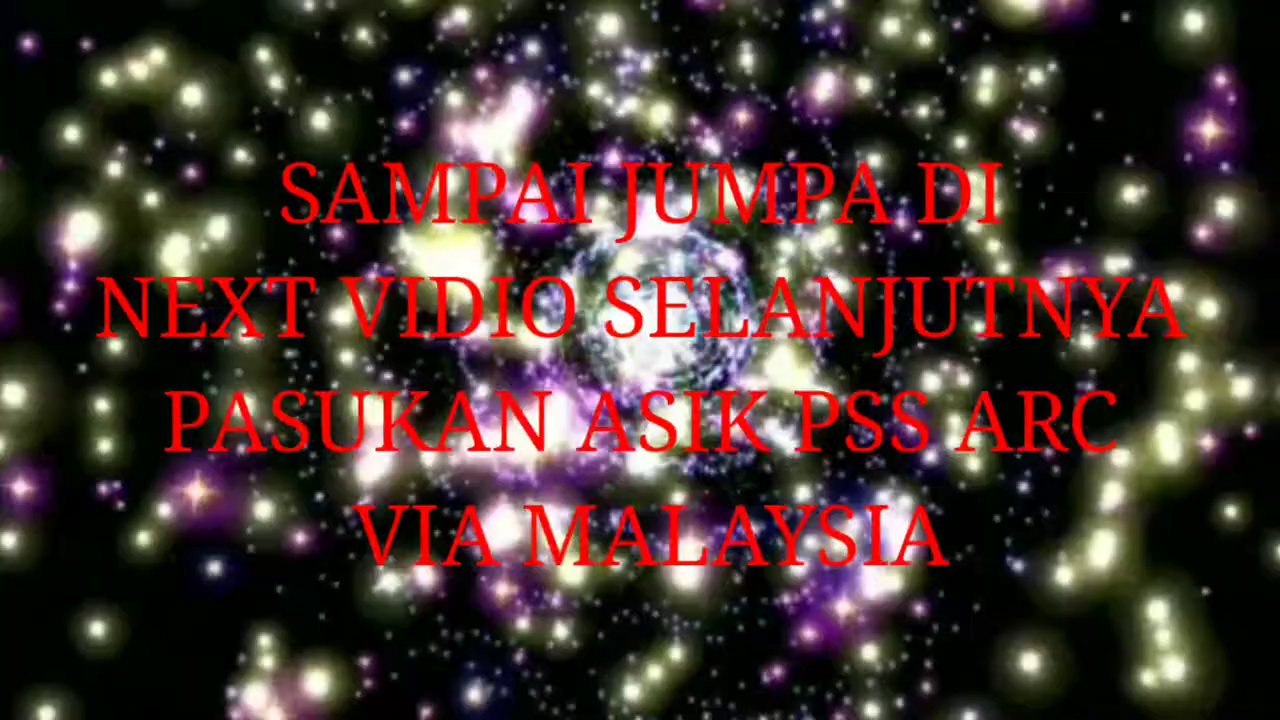 SAMPAI JUMPA DI
NEXT VIDIO SELANJUTNYA
PASUKAN ASIK PSS ARC
VIA MALAYSIA